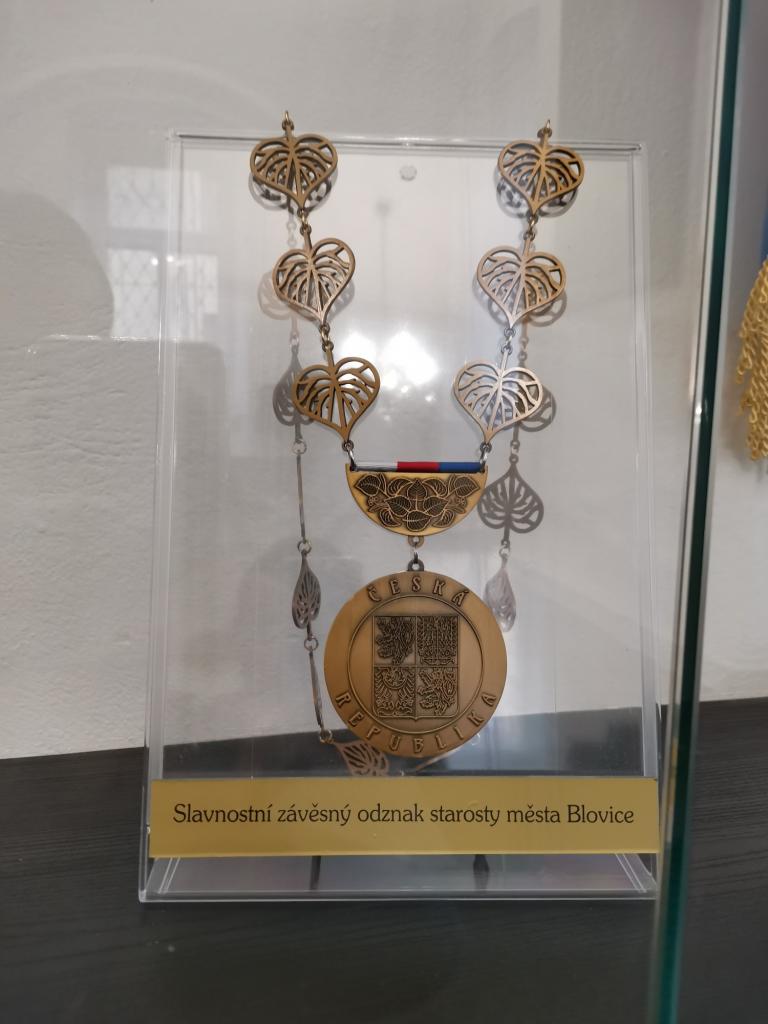 ČESKÁ
REPUBLIKA
Slavnostní závěsný odznak starosty města Blovice